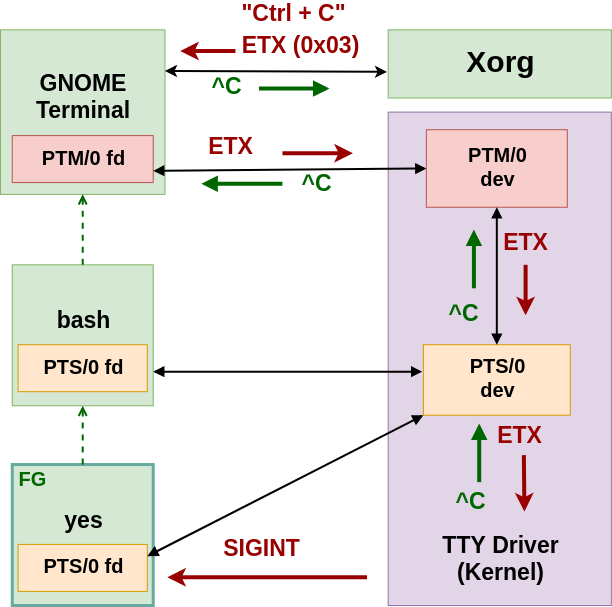 "Ctrl + C"
ETX (0x03)
^C
Xorg
GNOME
Terminal
PTM/0 fd
ETX
^C
PTM/0
dev
ETX
^C
bash
PTS/0 fd
PTS/0
dev
ETX
^C
FG
yes
PTS/0 fd
SIGINT
TTY Driver
(Kernel)